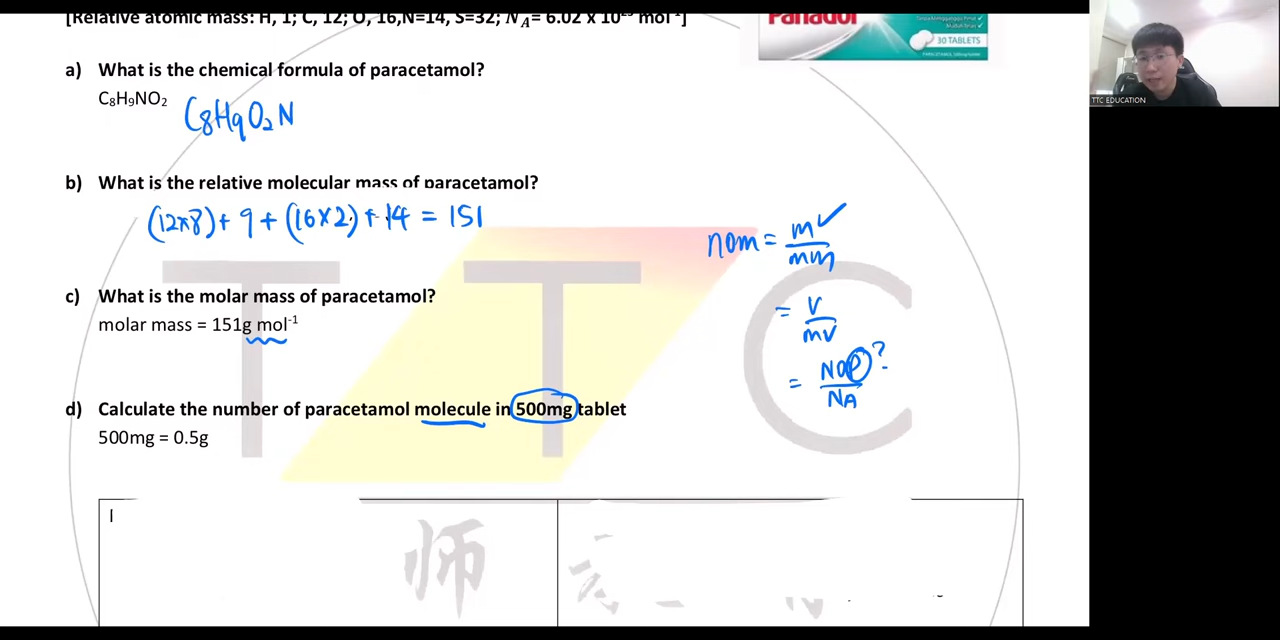 [Relative atomic mass: H, 1; C, 12; O, 16,N=14, S=32; N A= 6.02 x 10²³ mol⁻¹]
Panadol
30 TABLETS
TTC EDUCATION
a) What is the chemical formula of paracetamol?
C₈H₉NO₂
C8H9O2N
b) What is the relative molecular mass of paracetamol?
(12×8) + 9 + (16×2) + 14 = 151
nom = m/mm
= v/mv
= NOP/NA ?
c) What is the molar mass of paracetamol?
molar mass = 151g mol⁻¹
d) Calculate the number of paracetamol molecule in 500mg tablet
500mg = 0.5g
TTC
师